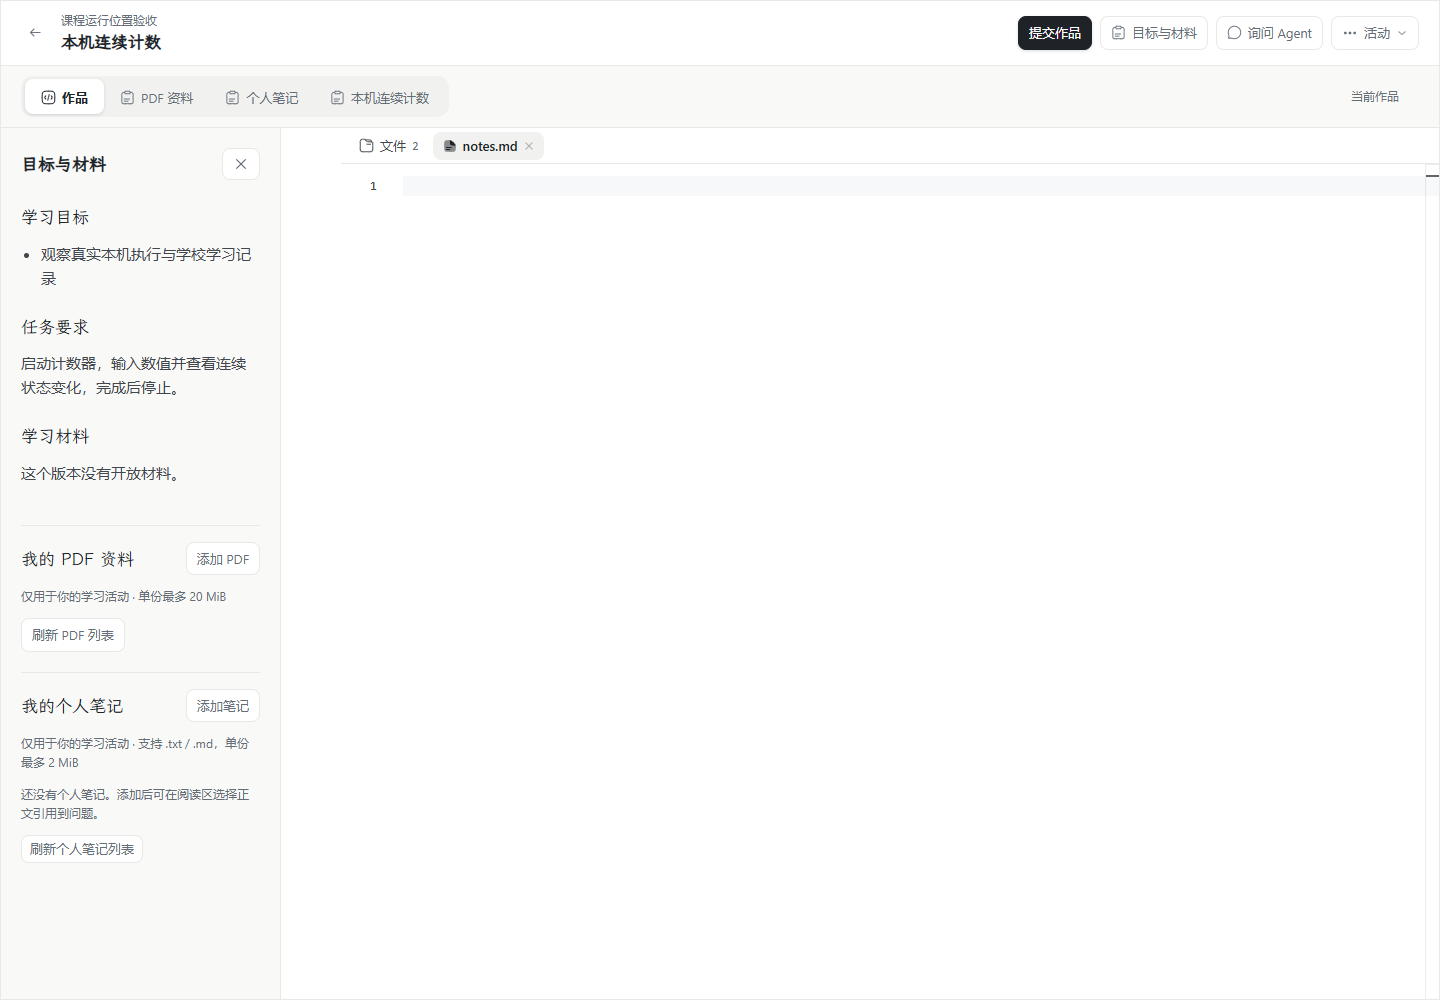 课程运行位置验收
本机连续计数
提交作品
目标与材料
询问 Agent
活动
作品
PDF 资料
个人笔记
本机连续计数
当前作品
目标与材料
学习目标
观察真实本机执行与学校学习记
录
任务要求
启动计数器，输入数值并查看连续
状态变化，完成后停止。
学习材料
这个版本没有开放材料。
我的 PDF 资料
添加 PDF
仅用于你的学习活动 · 单份最多 20 MiB
刷新 PDF 列表
我的个人笔记
添加笔记
仅用于你的学习活动 · 支持 .txt / .md，单份
最多 2 MiB
还没有个人笔记。添加后可在阅读区选择正
文引用到问题。
刷新个人笔记列表
文件 2
notes.md
1